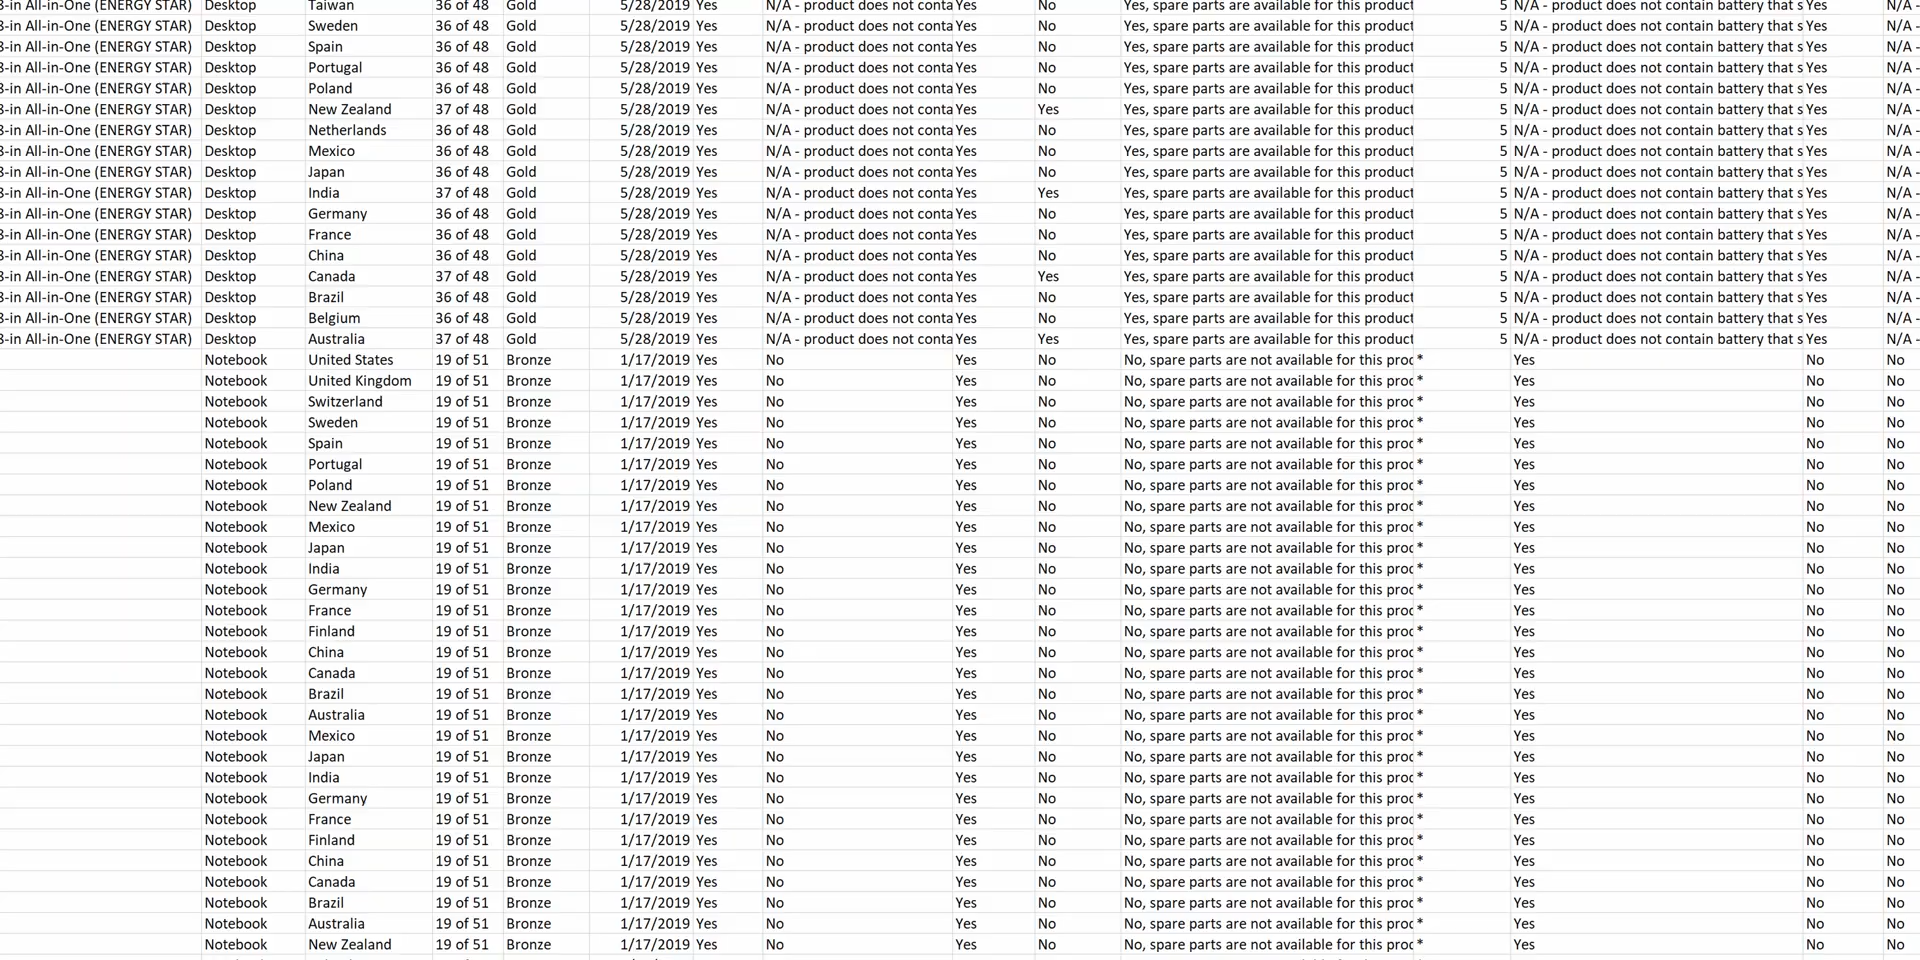 8-in All-in-One (ENERGY STAR) Desktop Taiwan 36 of 48 Gold 5/28/2019 Yes N/A - product does not conta Yes No Yes, spare parts are available for this product 5 N/A - product does not contain battery that s Yes N/A -
8-in All-in-One (ENERGY STAR) Desktop Sweden 36 of 48 Gold 5/28/2019 Yes N/A - product does not conta Yes No Yes, spare parts are available for this product 5 N/A - product does not contain battery that s Yes N/A -
8-in All-in-One (ENERGY STAR) Desktop Spain 36 of 48 Gold 5/28/2019 Yes N/A - product does not conta Yes No Yes, spare parts are available for this product 5 N/A - product does not contain battery that s Yes N/A -
8-in All-in-One (ENERGY STAR) Desktop Portugal 36 of 48 Gold 5/28/2019 Yes N/A - product does not conta Yes No Yes, spare parts are available for this product 5 N/A - product does not contain battery that s Yes N/A -
8-in All-in-One (ENERGY STAR) Desktop Poland 36 of 48 Gold 5/28/2019 Yes N/A - product does not conta Yes No Yes, spare parts are available for this product 5 N/A - product does not contain battery that s Yes N/A -
8-in All-in-One (ENERGY STAR) Desktop New Zealand 37 of 48 Gold 5/28/2019 Yes N/A - product does not conta Yes Yes Yes, spare parts are available for this product 5 N/A - product does not contain battery that s Yes N/A -
8-in All-in-One (ENERGY STAR) Desktop Netherlands 36 of 48 Gold 5/28/2019 Yes N/A - product does not conta Yes No Yes, spare parts are available for this product 5 N/A - product does not contain battery that s Yes N/A -
8-in All-in-One (ENERGY STAR) Desktop Mexico 36 of 48 Gold 5/28/2019 Yes N/A - product does not conta Yes No Yes, spare parts are available for this product 5 N/A - product does not contain battery that s Yes N/A -
8-in All-in-One (ENERGY STAR) Desktop Japan 36 of 48 Gold 5/28/2019 Yes N/A - product does not conta Yes No Yes, spare parts are available for this product 5 N/A - product does not contain battery that s Yes N/A -
8-in All-in-One (ENERGY STAR) Desktop India 37 of 48 Gold 5/28/2019 Yes N/A - product does not conta Yes Yes Yes, spare parts are available for this product 5 N/A - product does not contain battery that s Yes N/A -
8-in All-in-One (ENERGY STAR) Desktop Germany 36 of 48 Gold 5/28/2019 Yes N/A - product does not conta Yes No Yes, spare parts are available for this product 5 N/A - product does not contain battery that s Yes N/A -
8-in All-in-One (ENERGY STAR) Desktop France 36 of 48 Gold 5/28/2019 Yes N/A - product does not conta Yes No Yes, spare parts are available for this product 5 N/A - product does not contain battery that s Yes N/A -
8-in All-in-One (ENERGY STAR) Desktop China 36 of 48 Gold 5/28/2019 Yes N/A - product does not conta Yes No Yes, spare parts are available for this product 5 N/A - product does not contain battery that s Yes N/A -
8-in All-in-One (ENERGY STAR) Desktop Canada 37 of 48 Gold 5/28/2019 Yes N/A - product does not conta Yes Yes Yes, spare parts are available for this product 5 N/A - product does not contain battery that s Yes N/A -
8-in All-in-One (ENERGY STAR) Desktop Brazil 36 of 48 Gold 5/28/2019 Yes N/A - product does not conta Yes No Yes, spare parts are available for this product 5 N/A - product does not contain battery that s Yes N/A -
8-in All-in-One (ENERGY STAR) Desktop Belgium 36 of 48 Gold 5/28/2019 Yes N/A - product does not conta Yes No Yes, spare parts are available for this product 5 N/A - product does not contain battery that s Yes N/A -
8-in All-in-One (ENERGY STAR) Desktop Australia 37 of 48 Gold 5/28/2019 Yes N/A - product does not conta Yes Yes Yes, spare parts are available for this product 5 N/A - product does not contain battery that s Yes N/A -
Notebook United States 19 of 51 Bronze 1/17/2019 Yes No Yes No No, spare parts are not available for this proc * Yes No No
Notebook United Kingdom 19 of 51 Bronze 1/17/2019 Yes No Yes No No, spare parts are not available for this proc * Yes No No
Notebook Switzerland 19 of 51 Bronze 1/17/2019 Yes No Yes No No, spare parts are not available for this proc * Yes No No
Notebook Sweden 19 of 51 Bronze 1/17/2019 Yes No Yes No No, spare parts are not available for this proc * Yes No No
Notebook Spain 19 of 51 Bronze 1/17/2019 Yes No Yes No No, spare parts are not available for this proc * Yes No No
Notebook Portugal 19 of 51 Bronze 1/17/2019 Yes No Yes No No, spare parts are not available for this proc * Yes No No
Notebook Poland 19 of 51 Bronze 1/17/2019 Yes No Yes No No, spare parts are not available for this proc * Yes No No
Notebook New Zealand 19 of 51 Bronze 1/17/2019 Yes No Yes No No, spare parts are not available for this proc * Yes No No
Notebook Mexico 19 of 51 Bronze 1/17/2019 Yes No Yes No No, spare parts are not available for this proc * Yes No No
Notebook Japan 19 of 51 Bronze 1/17/2019 Yes No Yes No No, spare parts are not available for this proc * Yes No No
Notebook India 19 of 51 Bronze 1/17/2019 Yes No Yes No No, spare parts are not available for this proc * Yes No No
Notebook Germany 19 of 51 Bronze 1/17/2019 Yes No Yes No No, spare parts are not available for this proc * Yes No No
Notebook France 19 of 51 Bronze 1/17/2019 Yes No Yes No No, spare parts are not available for this proc * Yes No No
Notebook Finland 19 of 51 Bronze 1/17/2019 Yes No Yes No No, spare parts are not available for this proc * Yes No No
Notebook China 19 of 51 Bronze 1/17/2019 Yes No Yes No No, spare parts are not available for this proc * Yes No No
Notebook Canada 19 of 51 Bronze 1/17/2019 Yes No Yes No No, spare parts are not available for this proc * Yes No No
Notebook Brazil 19 of 51 Bronze 1/17/2019 Yes No Yes No No, spare parts are not available for this proc * Yes No No
Notebook Australia 19 of 51 Bronze 1/17/2019 Yes No Yes No No, spare parts are not available for this proc * Yes No No
Notebook Mexico 19 of 51 Bronze 1/17/2019 Yes No Yes No No, spare parts are not available for this proc * Yes No No
Notebook Japan 19 of 51 Bronze 1/17/2019 Yes No Yes No No, spare parts are not available for this proc * Yes No No
Notebook India 19 of 51 Bronze 1/17/2019 Yes No Yes No No, spare parts are not available for this proc * Yes No No
Notebook Germany 19 of 51 Bronze 1/17/2019 Yes No Yes No No, spare parts are not available for this proc * Yes No No
Notebook France 19 of 51 Bronze 1/17/2019 Yes No Yes No No, spare parts are not available for this proc * Yes No No
Notebook Finland 19 of 51 Bronze 1/17/2019 Yes No Yes No No, spare parts are not available for this proc * Yes No No
Notebook China 19 of 51 Bronze 1/17/2019 Yes No Yes No No, spare parts are not available for this proc * Yes No No
Notebook Canada 19 of 51 Bronze 1/17/2019 Yes No Yes No No, spare parts are not available for this proc * Yes No No
Notebook Brazil 19 of 51 Bronze 1/17/2019 Yes No Yes No No, spare parts are not available for this proc * Yes No No
Notebook Australia 19 of 51 Bronze 1/17/2019 Yes No Yes No No, spare parts are not available for this proc * Yes No No
Notebook New Zealand 19 of 51 Bronze 1/17/2019 Yes No Yes No No, spare parts are not available for this proc * Yes No No